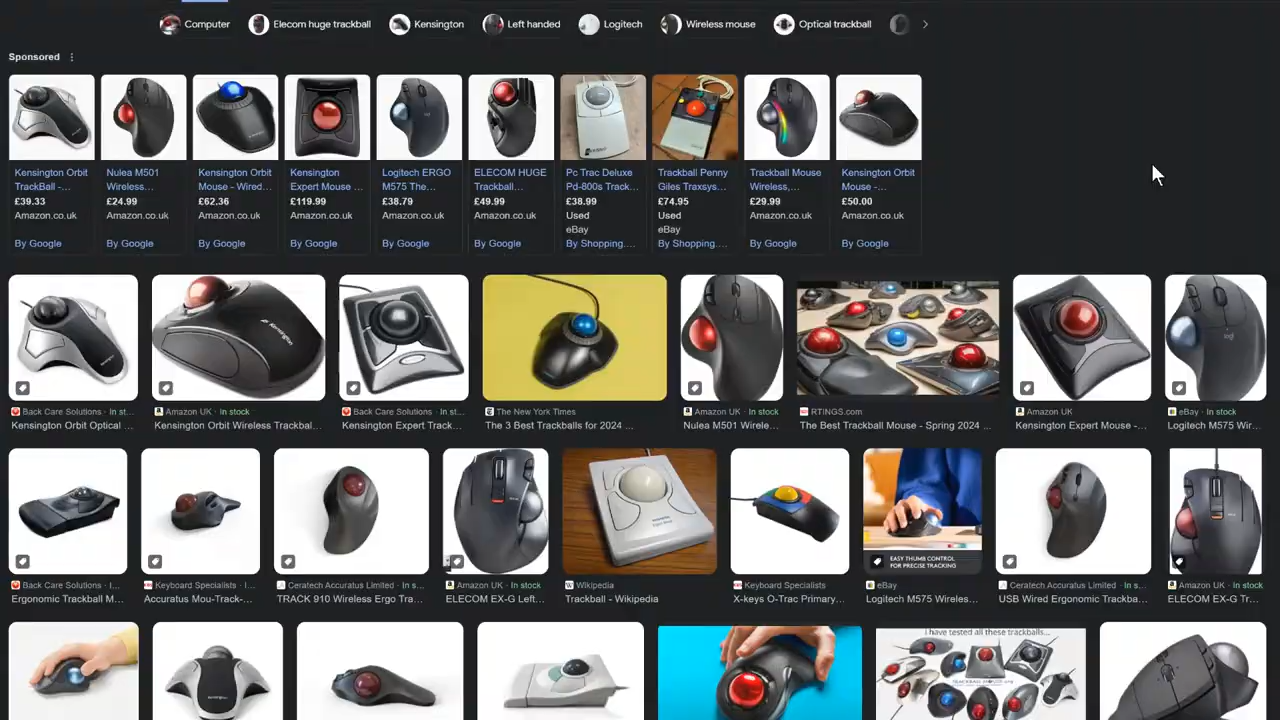 Computer
Elecom huge trackball
Kensington
Left handed
Logitech
Wireless mouse
Optical trackball
Sponsored
Kensington Orbit
TrackBall -...
£39.33
Amazon.co.uk
By Google
Nulea M501
Wireless...
£24.99
Amazon.co.uk
By Google
Kensington Orbit
Mouse - Wired...
£62.36
Amazon.co.uk
By Google
Kensington
Expert Mouse ...
£119.99
Amazon.co.uk
By Google
Logitech ERGO
M575 The...
£38.79
Amazon.co.uk
By Google
ELECOM HUGE
Trackball...
£49.99
Amazon.co.uk
By Google
Pc Trac Deluxe
Pd-800s Track...
£38.99
Used
eBay
By Shopping....
Trackball Penny
Giles Traxsys...
£74.95
Used
eBay
By Shopping....
Trackball Mouse
Wireless,...
£29.99
Amazon.co.uk
By Google
Kensington Orbit
Mouse -...
£50.00
Amazon.co.uk
By Google
Kensington
logi
Back Care Solutions · In st...
Kensington Orbit Optical ...
Amazon UK · In stock
Kensington Orbit Wireless Trackbal...
Back Care Solutions · In st...
Kensington Expert Track...
The New York Times
The 3 Best Trackballs for 2024 ...
Amazon UK · In stock
Nulea M501 Wirele...
RTINGS.com
The Best Trackball Mouse - Spring 2024 ...
Amazon UK
Kensington Expert Mouse -...
eBay · In stock
Logitech M575 Wir...
EASY THUMB CONTROL
FOR PRECISE TRACKING
Back Care Solutions · I...
Ergonomic Trackball M...
Keyboard Specialists · I...
Accuratus Mou-Track-...
Ceratech Accuratus Limited · In s...
TRACK 910 Wireless Ergo Tra...
Amazon UK · In stock
ELECOM EX-G Left...
Wikipedia
Trackball - Wikipedia
Keyboard Specialists
X-keys O-Trac Primary...
eBay
Logitech M575 Wireles...
Ceratech Accuratus Limited · In s...
USB Wired Ergonomic Trackba...
Amazon UK · In stock
ELECOM EX-G Tr...
I have tested all these trackballs...